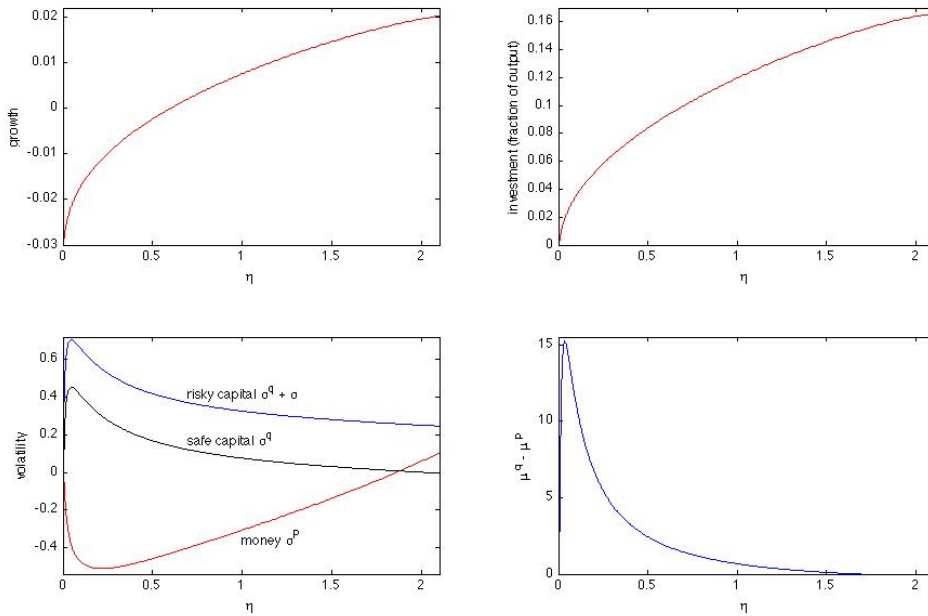 0.02
0.01
0
-0.01
-0.02
-0.03
growth
0 0.5 1 1.5 2
η
0.16
0.14
0.12
0.1
0.08
0.06
0.04
0.02
0
investment (fraction of output)
0 0.5 1 1.5 2
η
0.6
0.4
0.2
0
-0.2
-0.4
volatility
risky capital σ^q + σ
safe capital σ^q
money σ^p
0 0.5 1 1.5 2
η
15
10
5
0
μ^q - μ^p
0 0.5 1 1.5 2
η